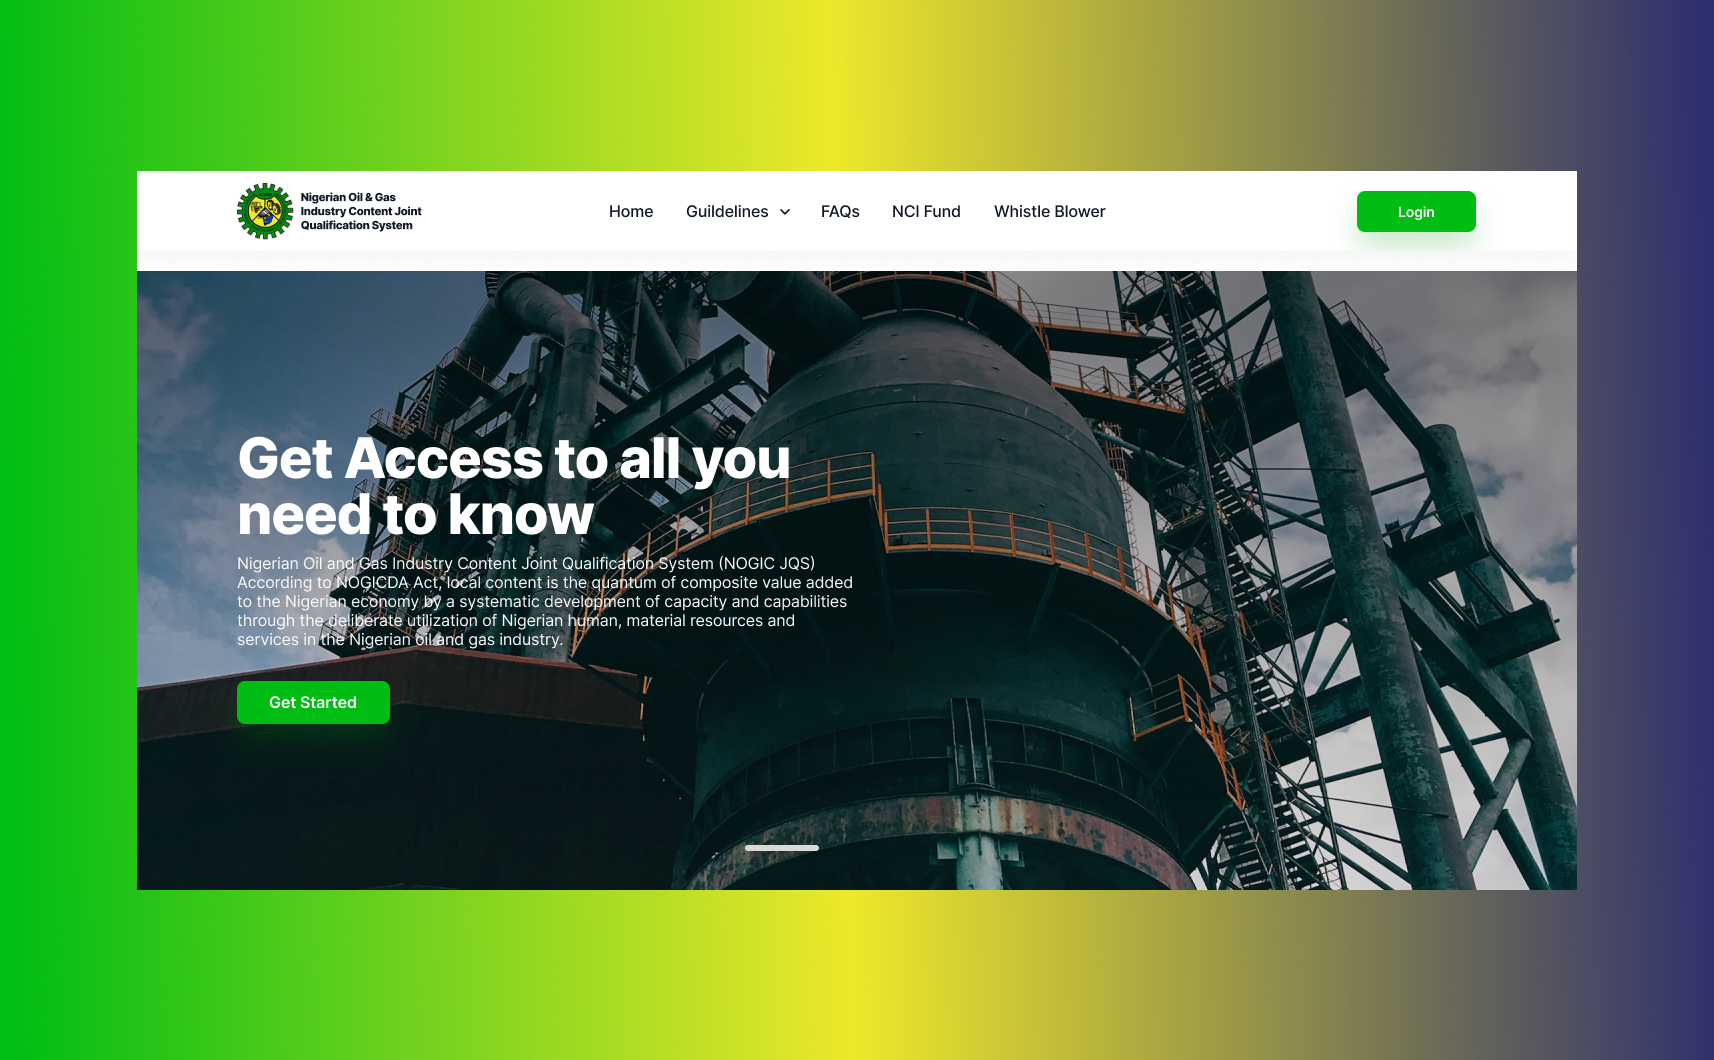 Nigerian Oil & Gas
Industry Content Joint
Qualification System
Home
Guildelines
FAQs
NCI Fund
Whistle Blower
Login
Get Access to all you
need to know
Nigerian Oil and Gas Industry Content Joint Qualification System (NOGIC JQS)
According to NOGICDA Act, local content is the quantum of composite value added
to the Nigerian economy by a systematic development of capacity and capabilities
through the deliberate utilization of Nigerian human, material resources and
services in the Nigerian oil and gas industry.
Get Started